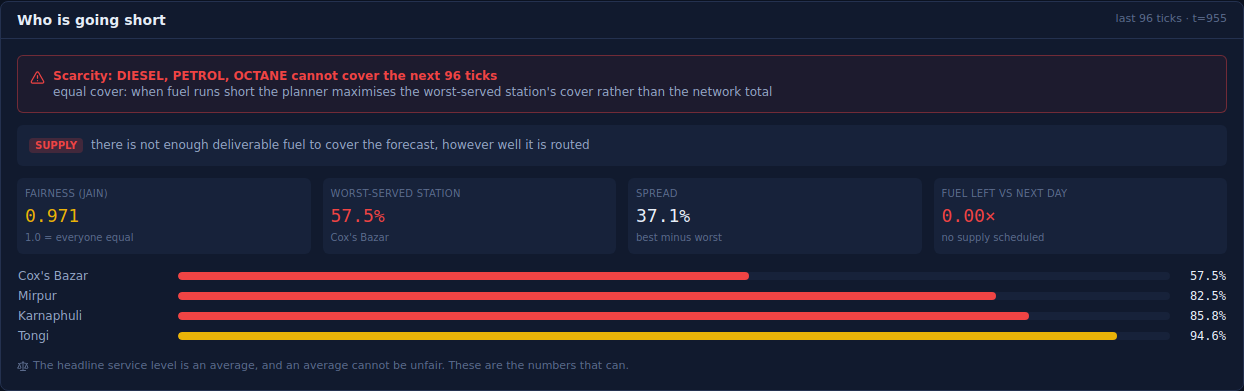 Who is going short
last 96 ticks · t=955
Scarcity: DIESEL, PETROL, OCTANE cannot cover the next 96 ticks
equal cover: when fuel runs short the planner maximises the worst-served station's cover rather than the network total
SUPPLY there is not enough deliverable fuel to cover the forecast, however well it is routed
FAIRNESS (JAIN)
0.971
1.0 = everyone equal
WORST-SERVED STATION
57.5%
Cox's Bazar
SPREAD
37.1%
best minus worst
FUEL LEFT VS NEXT DAY
0.00×
no supply scheduled
Cox's Bazar 57.5%
Mirpur 82.5%
Karnaphuli 85.8%
Tongi 94.6%
The headline service level is an average, and an average cannot be unfair. These are the numbers that can.